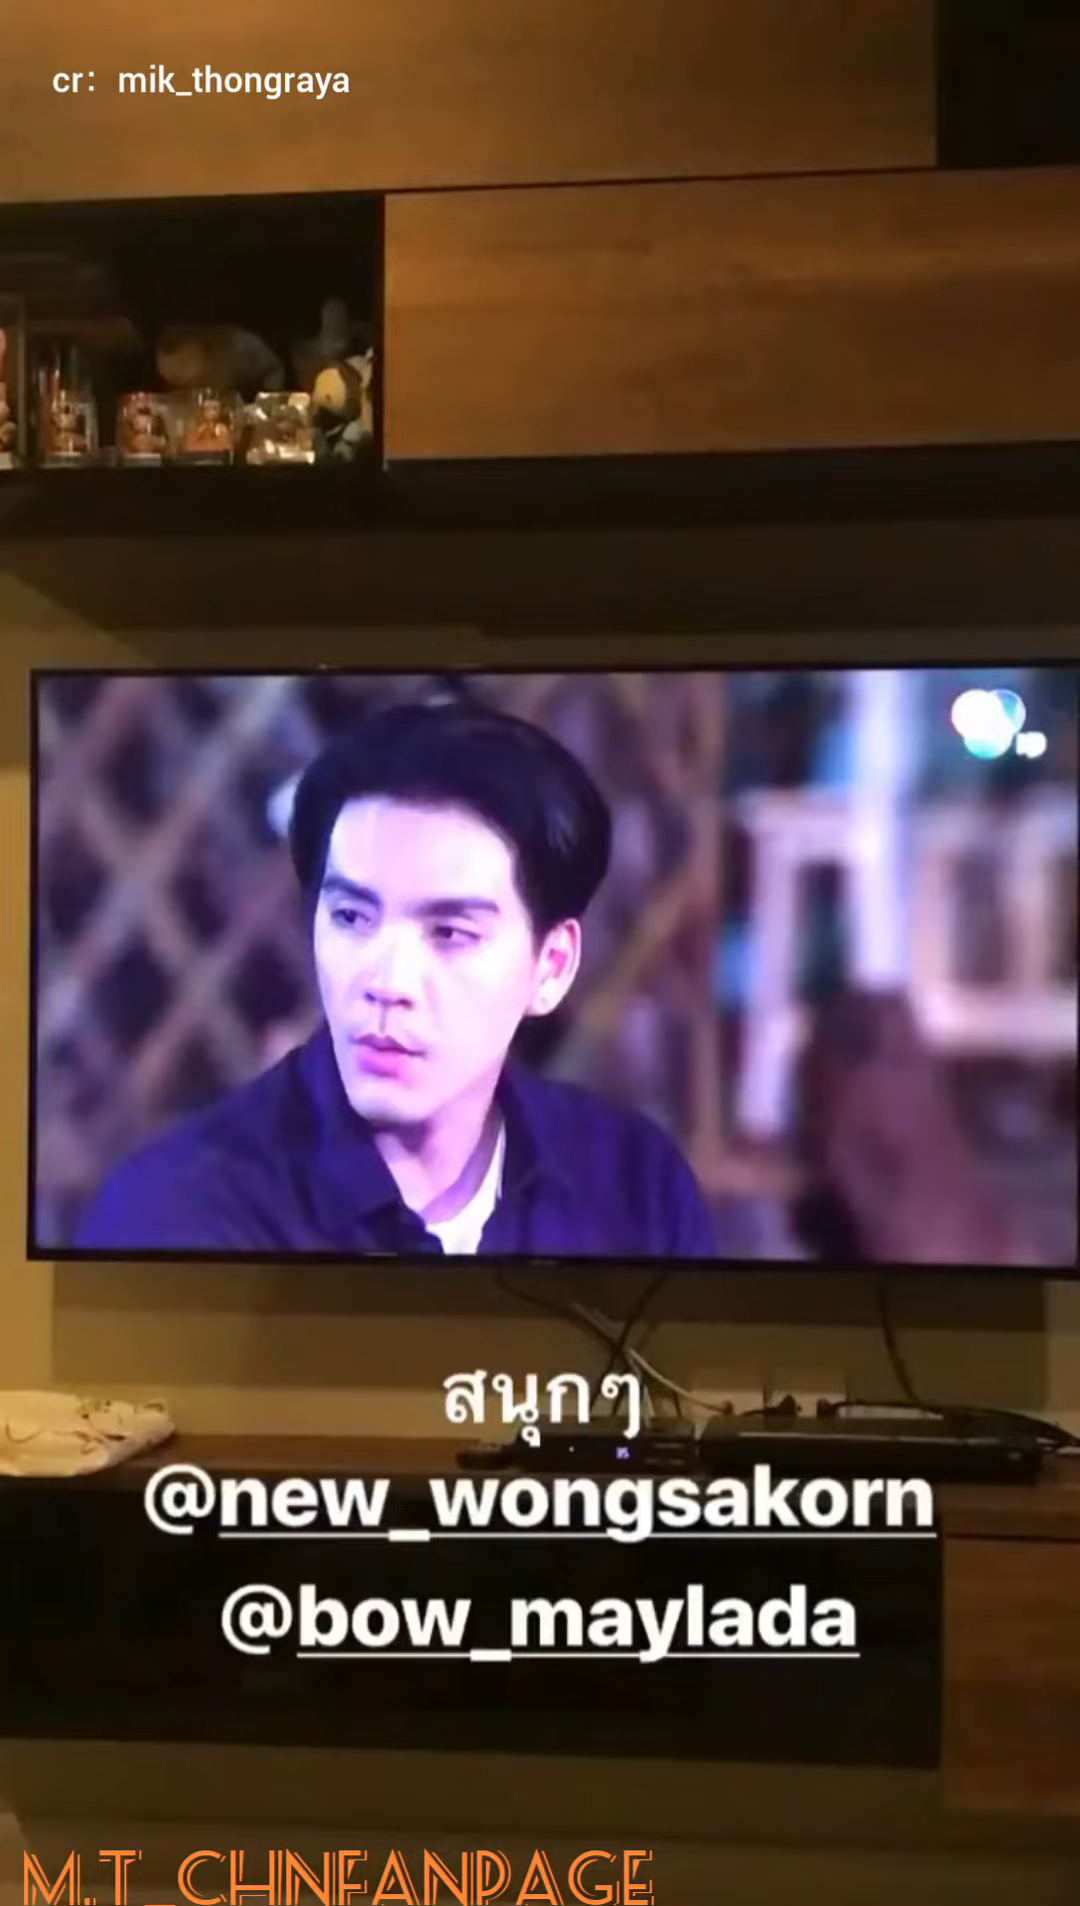 cr: mik_thongraya
สนุกๆ
@new_wongsakorn
@bow_maylada
M.T_CHNFANPAGE